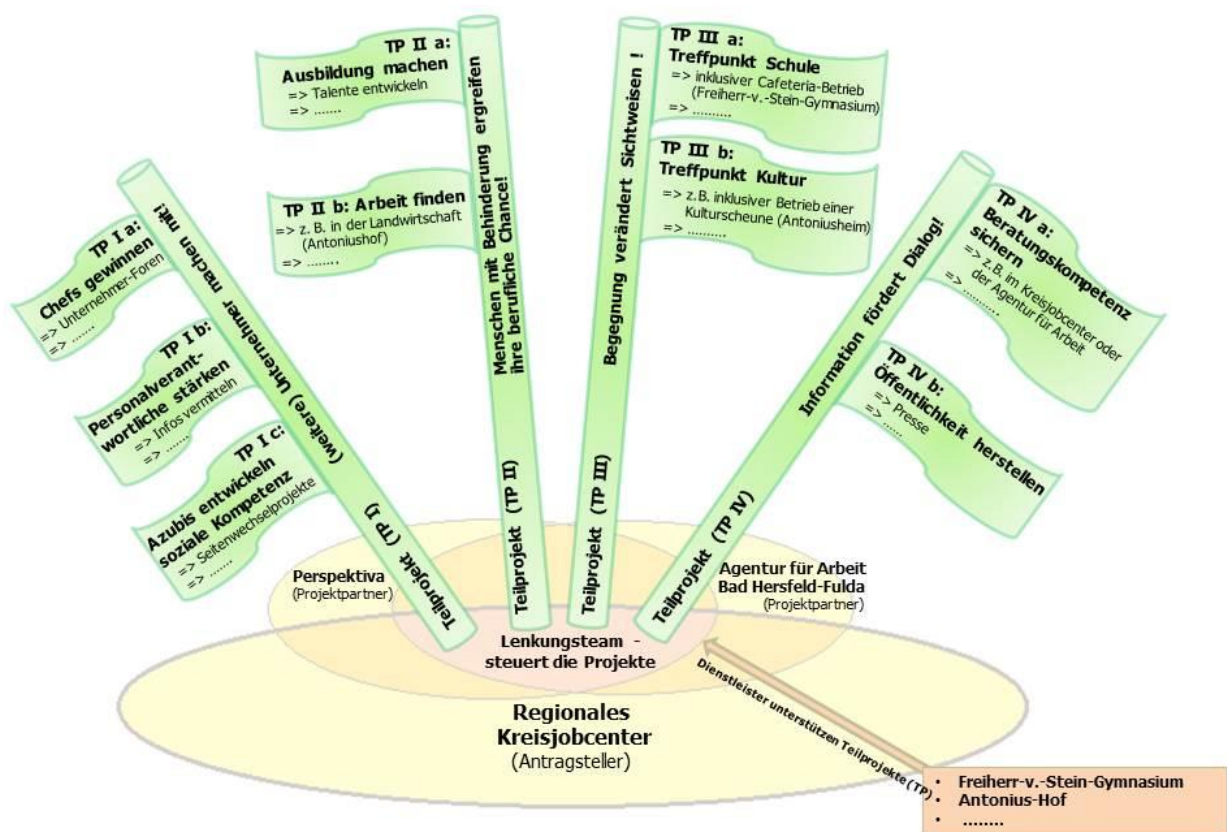 TP I a:
Chefs gewinnen
=> Unternehmer-Foren
=> .......
TP I b:
Personalverant-
wortliche stärken
=> Infos vermitteln
=> .......
TP I c:
Azubis entwickeln
soziale Kompetenz
=> Seitenwechselprojekte
=> .......
Teilprojekt (TP I) (weitere) Unternehmer machen mit!
TP II a:
Ausbildung machen
=> Talente entwickeln
=> .......
TP II b: Arbeit finden
=> z. B. in der Landwirtschaft
(Antoniushof)
=> ........
Teilprojekt (TP II) Menschen mit Behinderung ergreifen
ihre berufliche Chance!
TP III a:
Treffpunkt Schule
=> inklusiver Cafeteria-Betrieb
(Freiherr-v.-Stein-Gymnasium)
=> ..........
TP III b:
Treffpunkt Kultur
=> z.B. inklusiver Betrieb einer
Kulturscheune (Antoniusheim)
=> ..........
Teilprojekt (TP III) Begegnung verändert Sichtweisen !
TP IV a:
Beratungskompetenz
sichern
=> z.B. im Kreisjobcenter oder
der Agentur für Arbeit
=> ...........
TP IV b:
Öffentlichkeit herstellen
=> Presse
=> ......
Teilprojekt (TP IV) Information fördert Dialog!
Perspektiva
(Projektpartner)
Agentur für Arbeit
Bad Hersfeld-Fulda
(Projektpartner)
Lenkungsteam -
steuert die Projekte
Regionales
Kreisjobcenter
(Antragsteller)
Dienstleister unterstützen Teilprojekte (TP)
• Freiherr-v.-Stein-Gymnasium
• Antonius-Hof
• ........